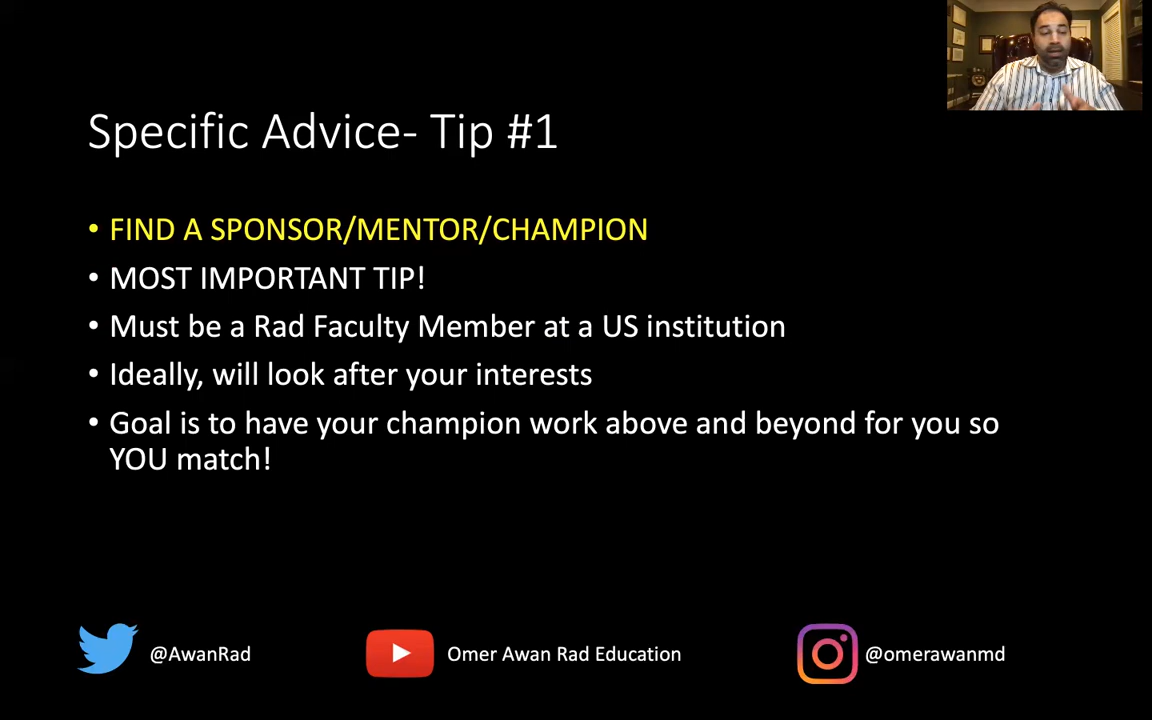 Specific Advice- Tip #1
• FIND A SPONSOR/MENTOR/CHAMPION
• MOST IMPORTANT TIP!
• Must be a Rad Faculty Member at a US institution
• Ideally, will look after your interests
• Goal is to have your champion work above and beyond for you so
YOU match!
@AwanRad
Omer Awan Rad Education
@omerawanmd